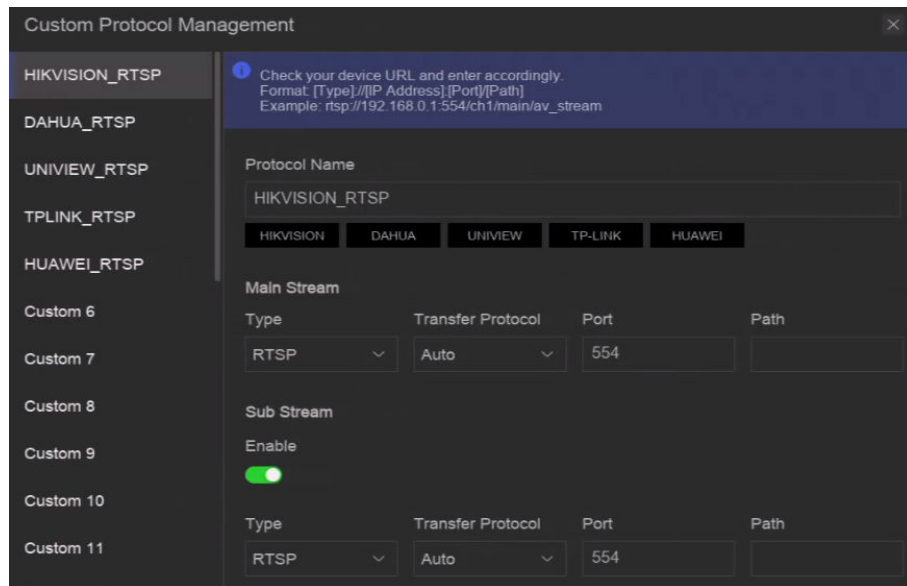 Custom Protocol Management
HIKVISION_RTSP
DAHUA_RTSP
UNIVIEW_RTSP
TPLINK_RTSP
HUAWEI_RTSP
Custom 6
Custom 7
Custom 8
Custom 9
Custom 10
Custom 11
Check your device URL and enter accordingly.
Format: [Type]://[IP Address]:[Port]/[Path]
Example: rtsp://192.168.0.1:554/ch1/main/av_stream
Protocol Name
HIKVISION_RTSP
HIKVISION DAHUA UNIVIEW TP-LINK HUAWEI
Main Stream
Type Transfer Protocol Port Path
RTSP Auto 554
Sub Stream
Enable
Type Transfer Protocol Port Path
RTSP Auto 554